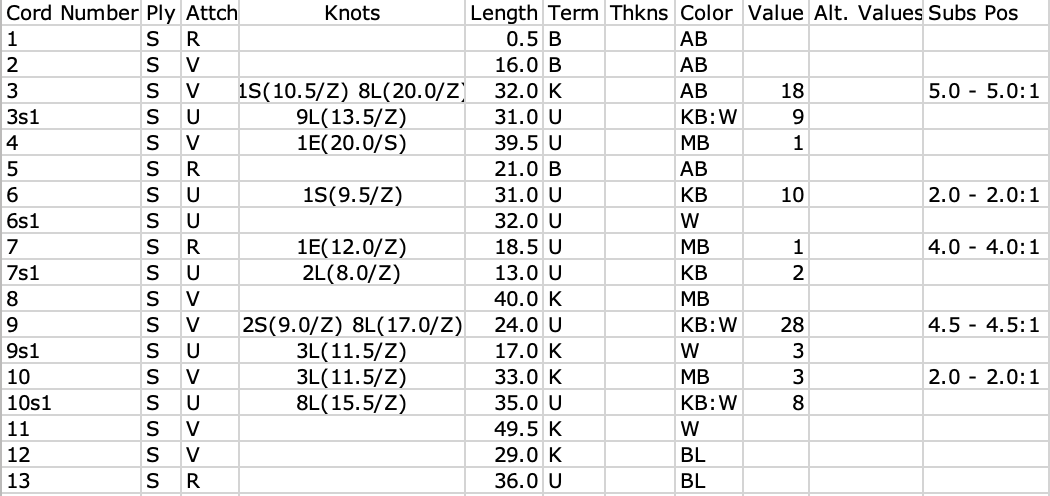 Cord Number Ply Attch Knots Length Term Thkns Color Value Alt. Values Subs Pos
1 S R 0.5 B AB
2 S V 16.0 B AB
3 S V 1S(10.5/Z) 8L(20.0/Z) 32.0 K AB 18 5.0 - 5.0:1
3s1 S U 9L(13.5/Z) 31.0 U KB:W 9
4 S V 1E(20.0/S) 39.5 U MB 1
5 S R 21.0 B AB
6 S U 1S(9.5/Z) 31.0 U KB 10 2.0 - 2.0:1
6s1 S U 32.0 U W
7 S R 1E(12.0/Z) 18.5 U MB 1 4.0 - 4.0:1
7s1 S U 2L(8.0/Z) 13.0 U KB 2
8 S V 40.0 K MB
9 S V 2S(9.0/Z) 8L(17.0/Z) 24.0 U KB:W 28 4.5 - 4.5:1
9s1 S U 3L(11.5/Z) 17.0 K W 3
10 S V 3L(11.5/Z) 33.0 K MB 3 2.0 - 2.0:1
10s1 S U 8L(15.5/Z) 35.0 U KB:W 8
11 S V 49.5 K W
12 S V 29.0 K BL
13 S R 36.0 U BL